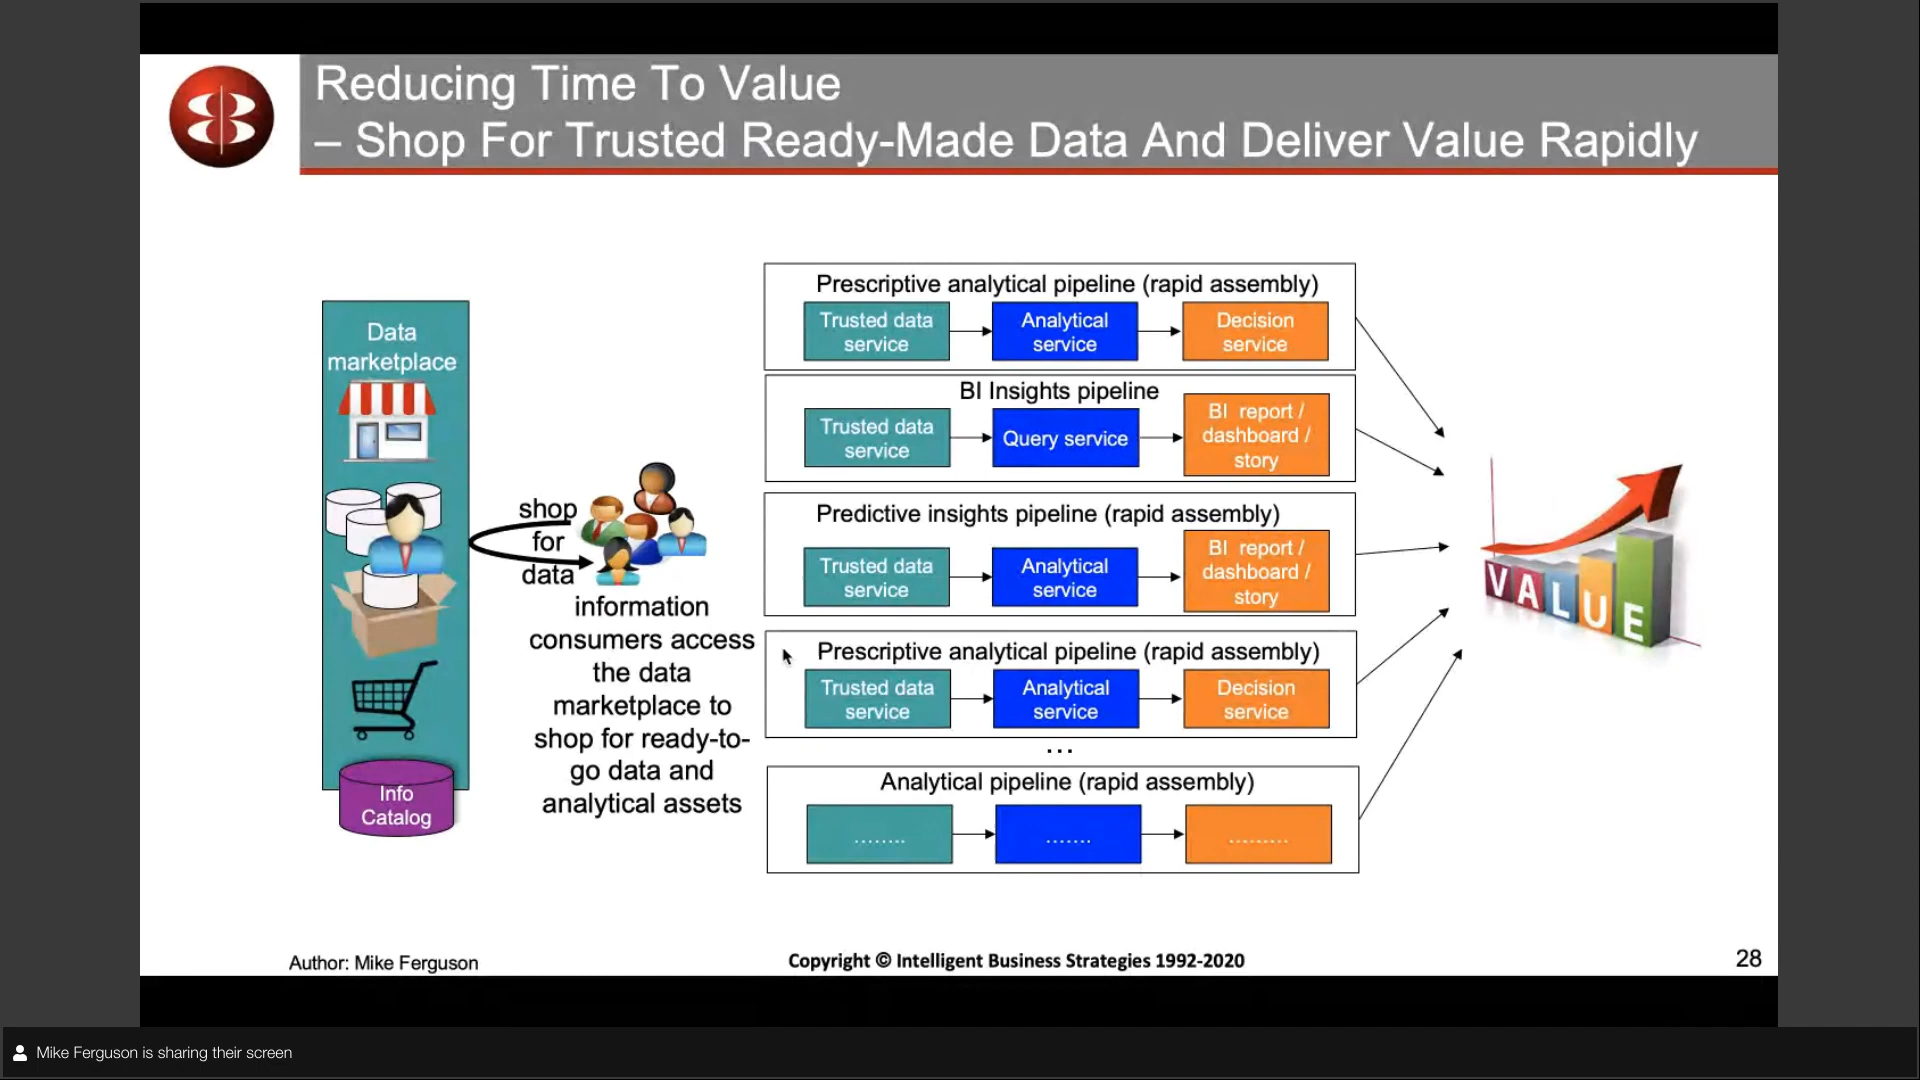 Reducing Time To Value
– Shop For Trusted Ready-Made Data And Deliver Value Rapidly
Data
marketplace
Info
Catalog
shop
for
data
information
consumers access
the data
marketplace to
shop for ready-to-
go data and
analytical assets
Prescriptive analytical pipeline (rapid assembly)
Trusted data
service
Analytical
service
Decision
service
BI Insights pipeline
Trusted data
service
Query service
BI report /
dashboard /
story
Predictive insights pipeline (rapid assembly)
Trusted data
service
Analytical
service
BI report /
dashboard /
story
Prescriptive analytical pipeline (rapid assembly)
Trusted data
service
Analytical
service
Decision
service
...
Analytical pipeline (rapid assembly)
........
.......
.........
VALUE
Author: Mike Ferguson
Copyright © Intelligent Business Strategies 1992-2020
28
Mike Ferguson is sharing their screen